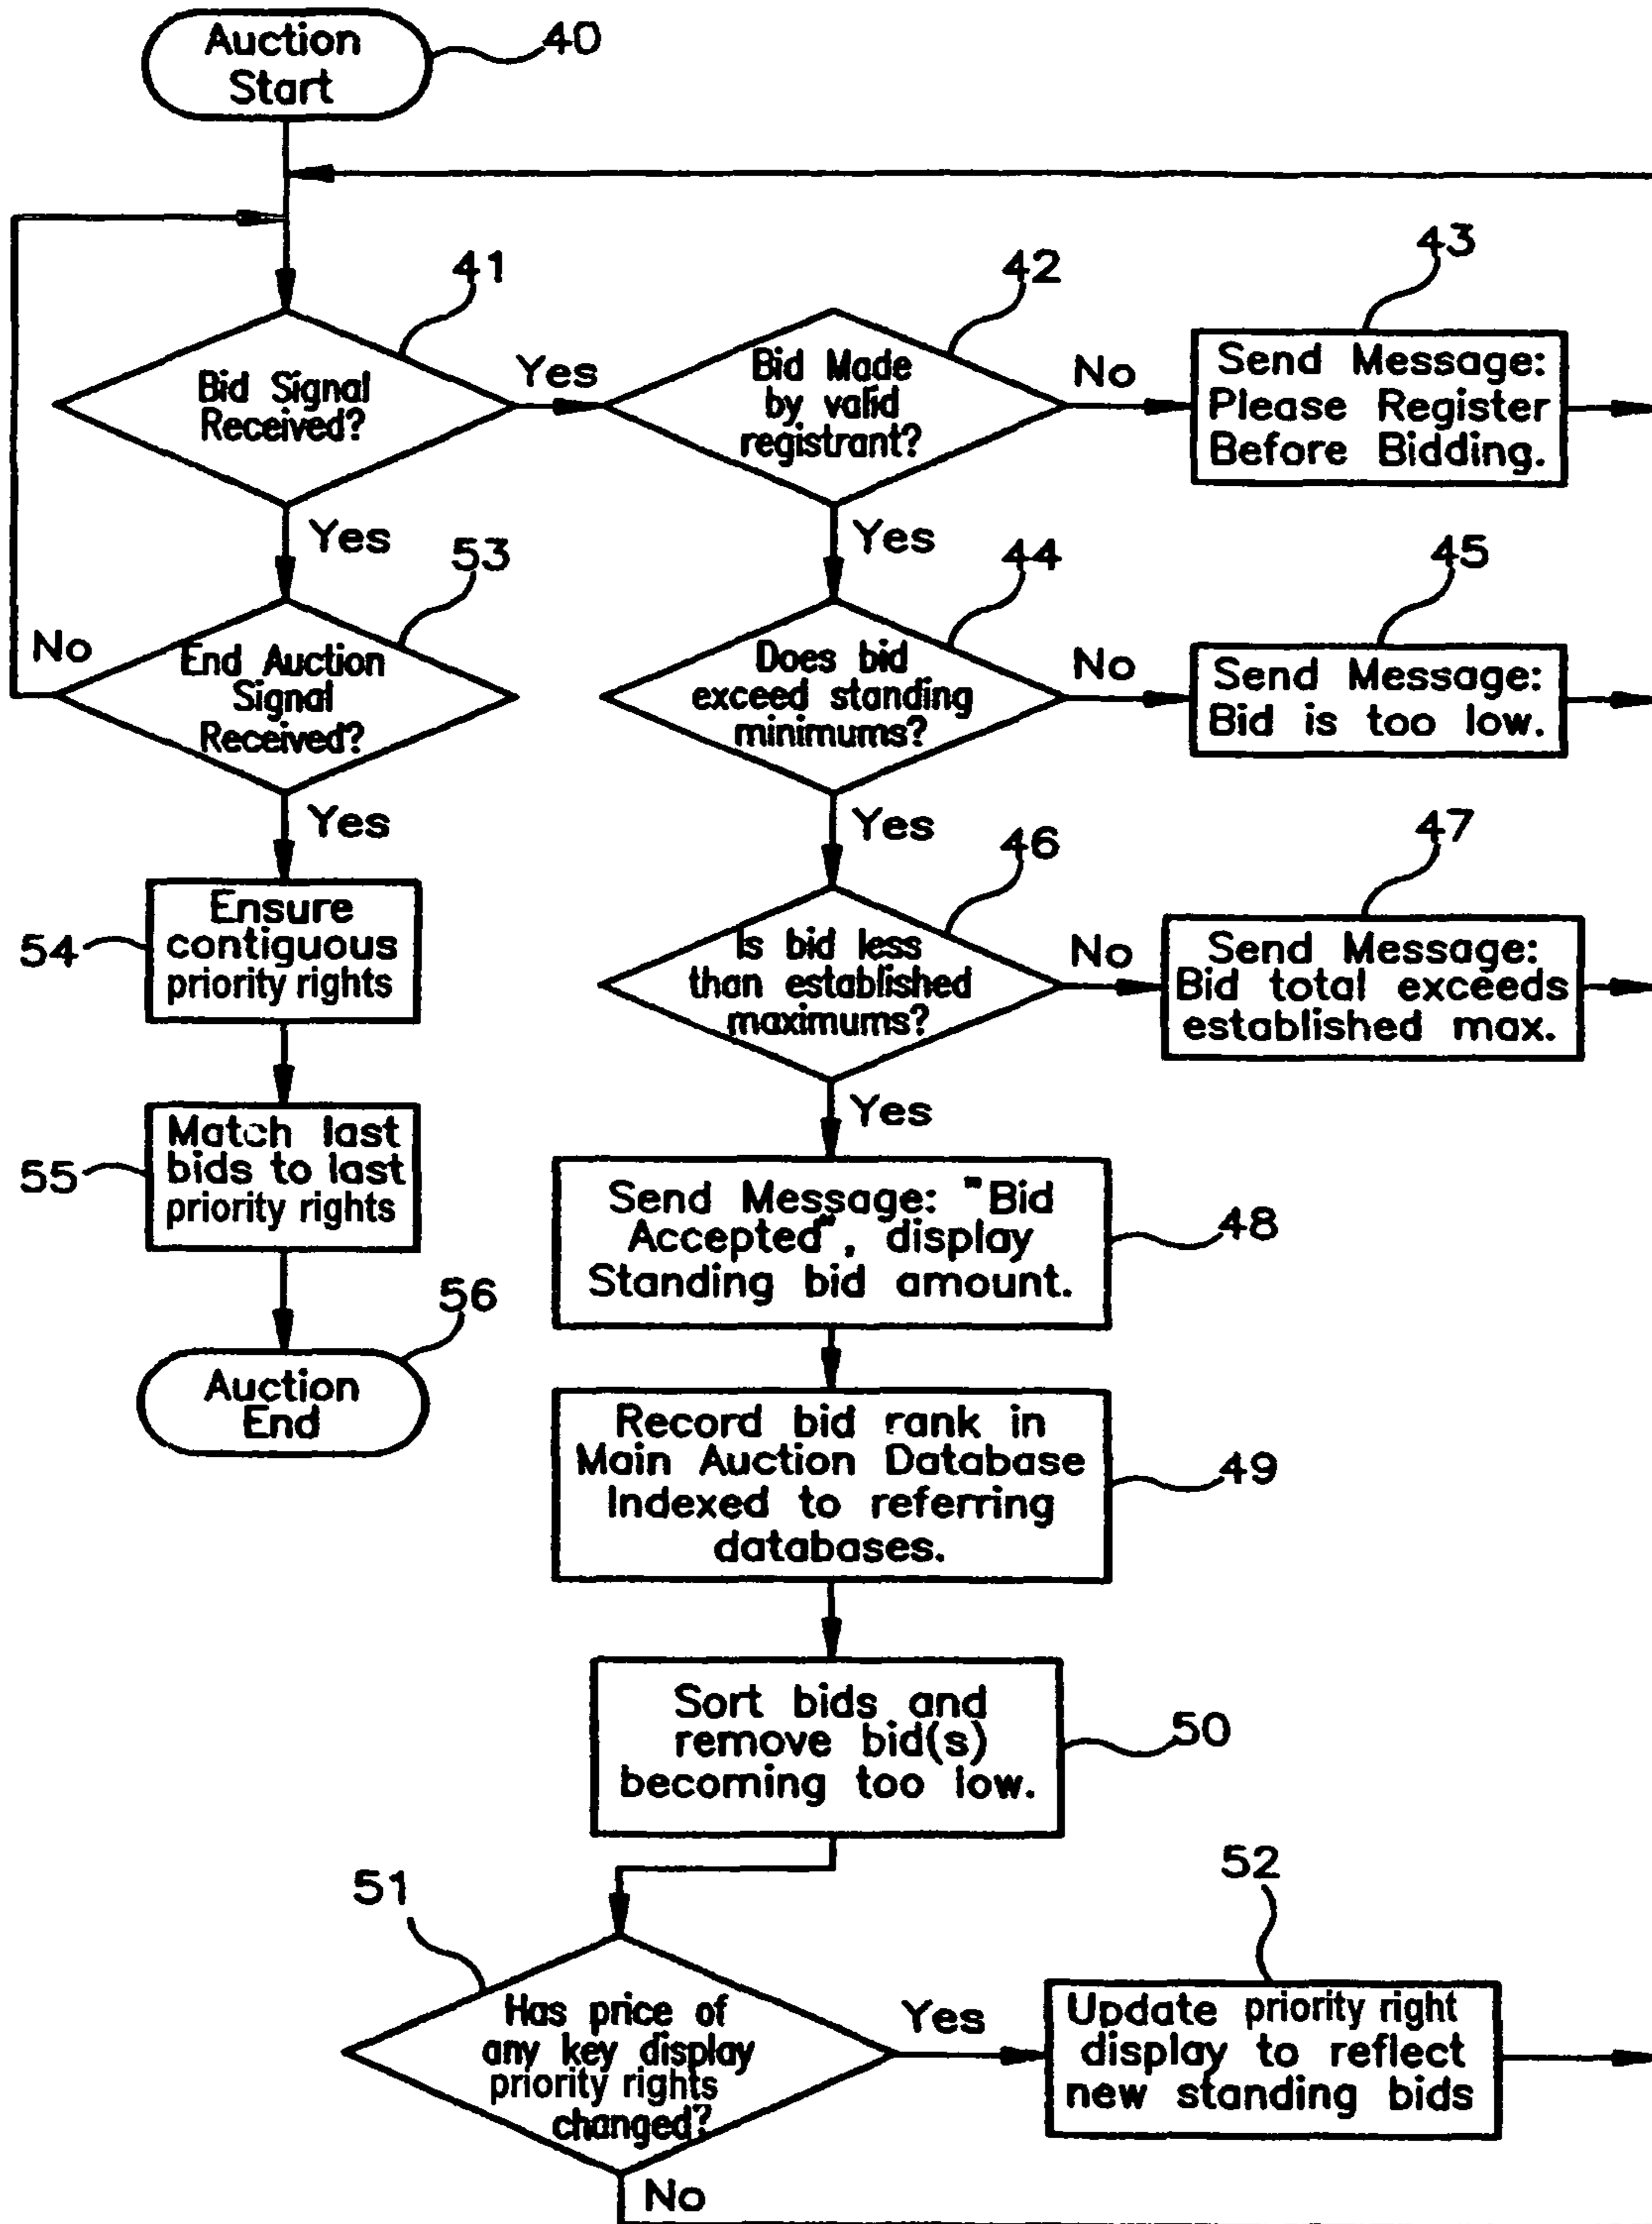 Auction
Start
40
41
Bid Signal
Received?
Yes
42
Bid Made
by valid
registrant?
No
43
Send Message:
Please Register
Before Bidding.
Yes
53
End Auction
Signal
Received?
No
Yes
44
Does bid
exceed standing
minimums?
No
45
Send Message:
Bid is too low.
Yes
54
Ensure
contiguous
priority rights
Yes
46
Is bid less
than established
maximums?
No
47
Send Message:
Bid total exceeds
established max.
55
Match last
bids to last
priority rights
Yes
48
Send Message: "Bid
Accepted", display
Standing bid amount.
56
Auction
End
49
Record bid rank in
Main Auction Database
Indexed to referring
databases.
50
Sort bids and
remove bid(s)
becoming too low.
51
Has price of
any key display
priority rights
changed?
Yes
52
Update priority right
display to reflect
new standing bids
No